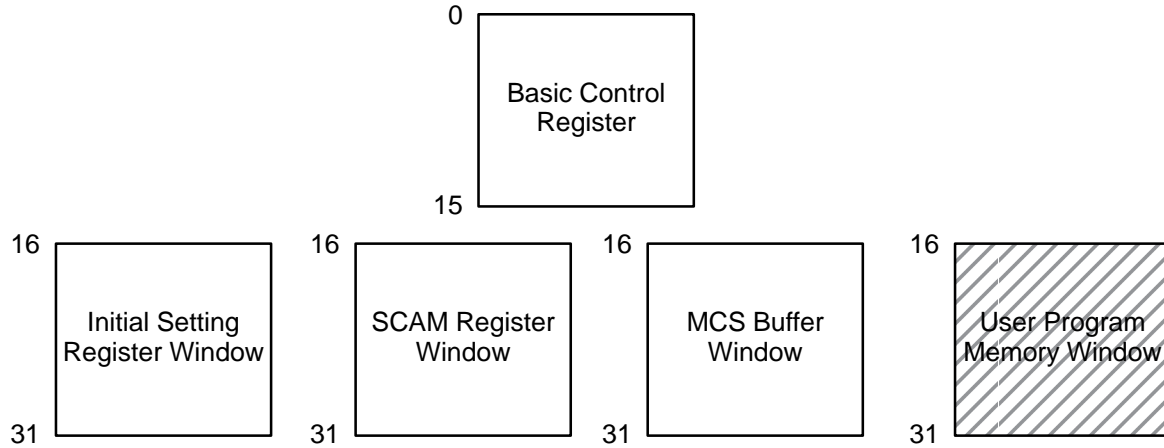 0
Basic Control
Register
15
16
16
16
16
Initial Setting
Register Window
SCAM Register
Window
MCS Buffer
Window
User Program
Memory Window
31
31
31
31